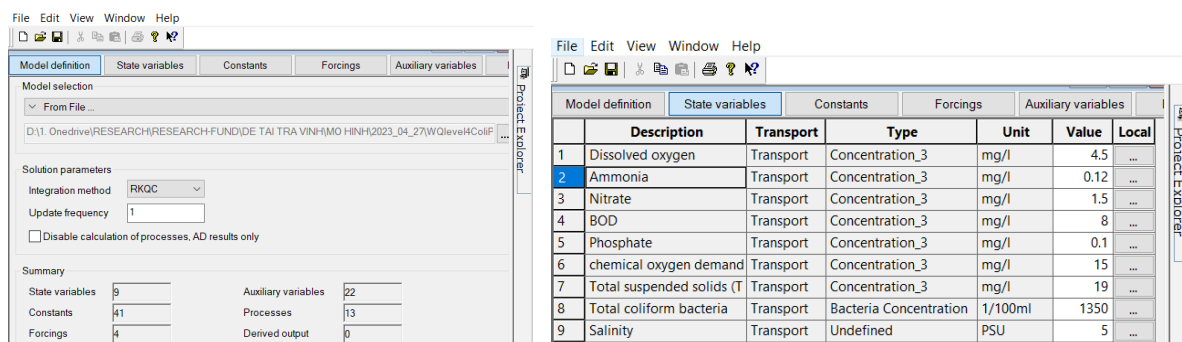 File Edit View Window Help
Model definition State variables Constants Forcings Auxiliary variables
Model selection
From File ...
D:\1. Onedrive\RESEARCH\RESEARCH-FUND\DE TAI TRA VINH\MO HINH\2023_04_27\WQlevel4ColiF ...
Solution parameters
Integration method RKQC
Update frequency 1
Disable calculation of processes, AD results only
Summary
State variables 9 Auxiliary variables 22
Constants 41 Processes 13
Forcings 4 Derived output 0
Project Explorer
File Edit View Window Help
Model definition State variables Constants Forcings Auxiliary variables
Description Transport Type Unit Value Local
1 Dissolved oxygen Transport Concentration_3 mg/l 4.5 ...
2 Ammonia Transport Concentration_3 mg/l 0.12 ...
3 Nitrate Transport Concentration_3 mg/l 1.5 ...
4 BOD Transport Concentration_3 mg/l 8 ...
5 Phosphate Transport Concentration_3 mg/l 0.1 ...
6 chemical oxygen demand Transport Concentration_3 mg/l 15 ...
7 Total suspended solids (T Transport Concentration_3 mg/l 19 ...
8 Total coliform bacteria Transport Bacteria Concentration 1/100ml 1350 ...
9 Salinity Transport Undefined PSU 5 ...
Project Explorer